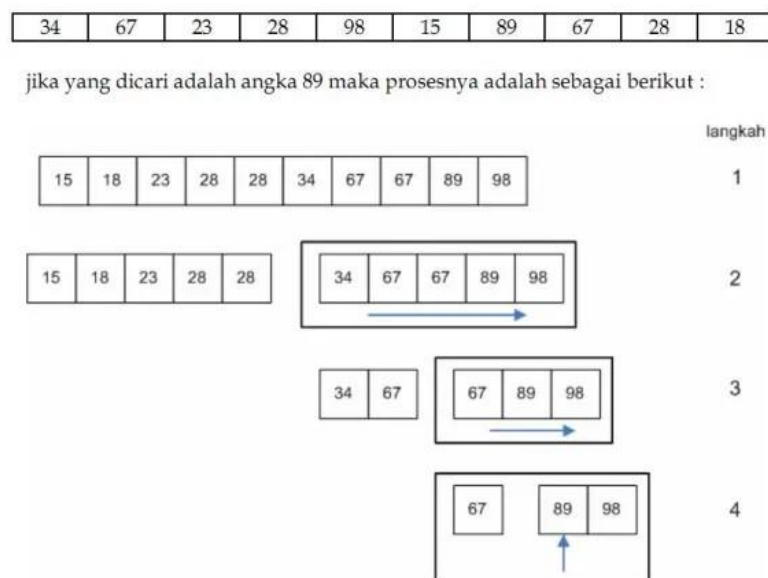 34 67 23 28 98 15 89 67 28 18
jika yang dicari adalah angka 89 maka prosesnya adalah sebagai berikut :
langkah
15 18 23 28 28 34 67 67 89 98 1
15 18 23 28 28 34 67 67 89 98 2
34 67 67 89 98 3
67 89 98 4